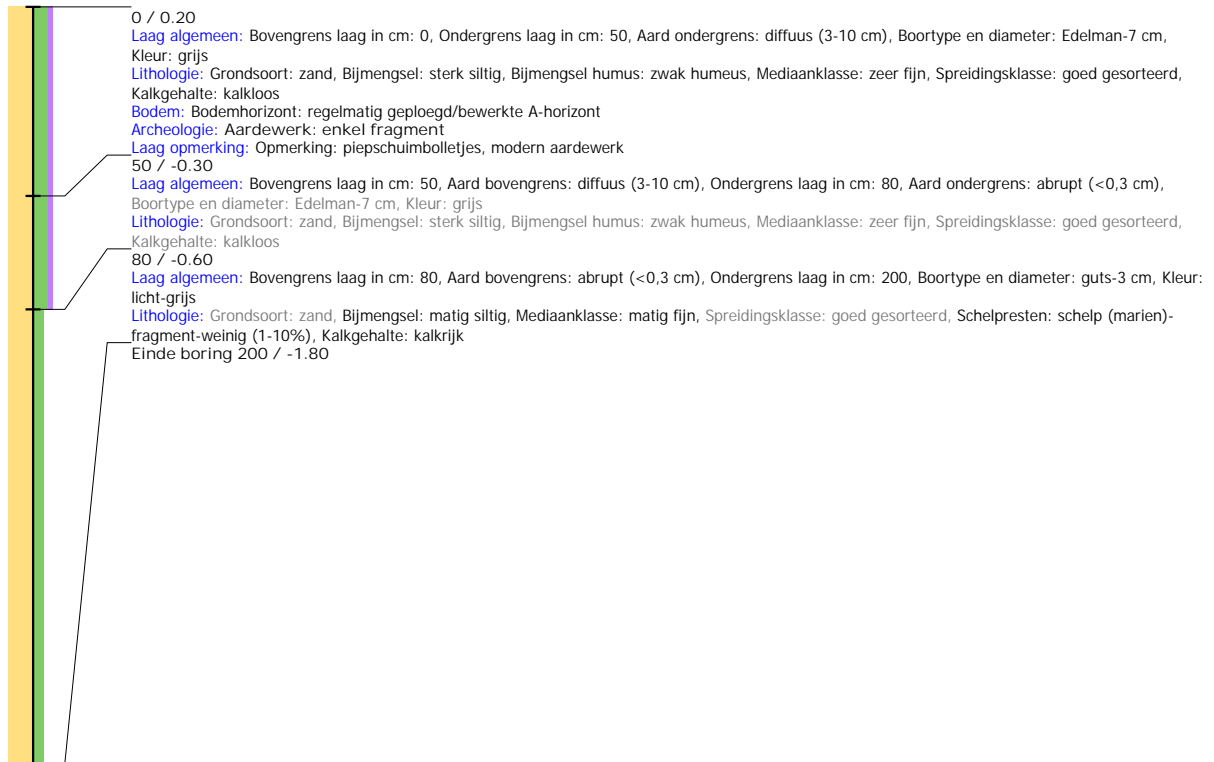 0 / 0.20
Laag algemeen: Bovengrens laag in cm: 0, Ondergrens laag in cm: 50, Aard ondergrens: diffuus (3-10 cm), Boortype en diameter: Edelman-7 cm,
Kleur: grijs
Lithologie: Grondsoort: zand, Bijmengsel: sterk siltig, Bijmengsel humus: zwak humeus, Mediaanklasse: zeer fijn, Spreidingsklasse: goed gesorteerd,
Kalkgehalte: kalkloos
Bodem: Bodemhorizont: regelmatig geploegd/bewerkte A-horizont
Archeologie: Aardewerk: enkel fragment
Laag opmerking: Opmerking: piepschuimbolletjes, modern aardewerk
50 / -0.30
Laag algemeen: Bovengrens laag in cm: 50, Aard bovengrens: diffuus (3-10 cm), Ondergrens laag in cm: 80, Aard ondergrens: abrupt (<0,3 cm),
Boortype en diameter: Edelman-7 cm, Kleur: grijs
Lithologie: Grondsoort: zand, Bijmengsel: sterk siltig, Bijmengsel humus: zwak humeus, Mediaanklasse: zeer fijn, Spreidingsklasse: goed gesorteerd,
Kalkgehalte: kalkloos
80 / -0.60
Laag algemeen: Bovengrens laag in cm: 80, Aard bovengrens: abrupt (<0,3 cm), Ondergrens laag in cm: 200, Boortype en diameter: guts-3 cm, Kleur:
licht-grijs
Lithologie: Grondsoort: zand, Bijmengsel: matig siltig, Mediaanklasse: matig fijn, Spreidingsklasse: goed gesorteerd, Schelpresten: schelp (marien)-
fragment-weinig (1-10%), Kalkgehalte: kalkrijk
Einde boring 200 / -1.80